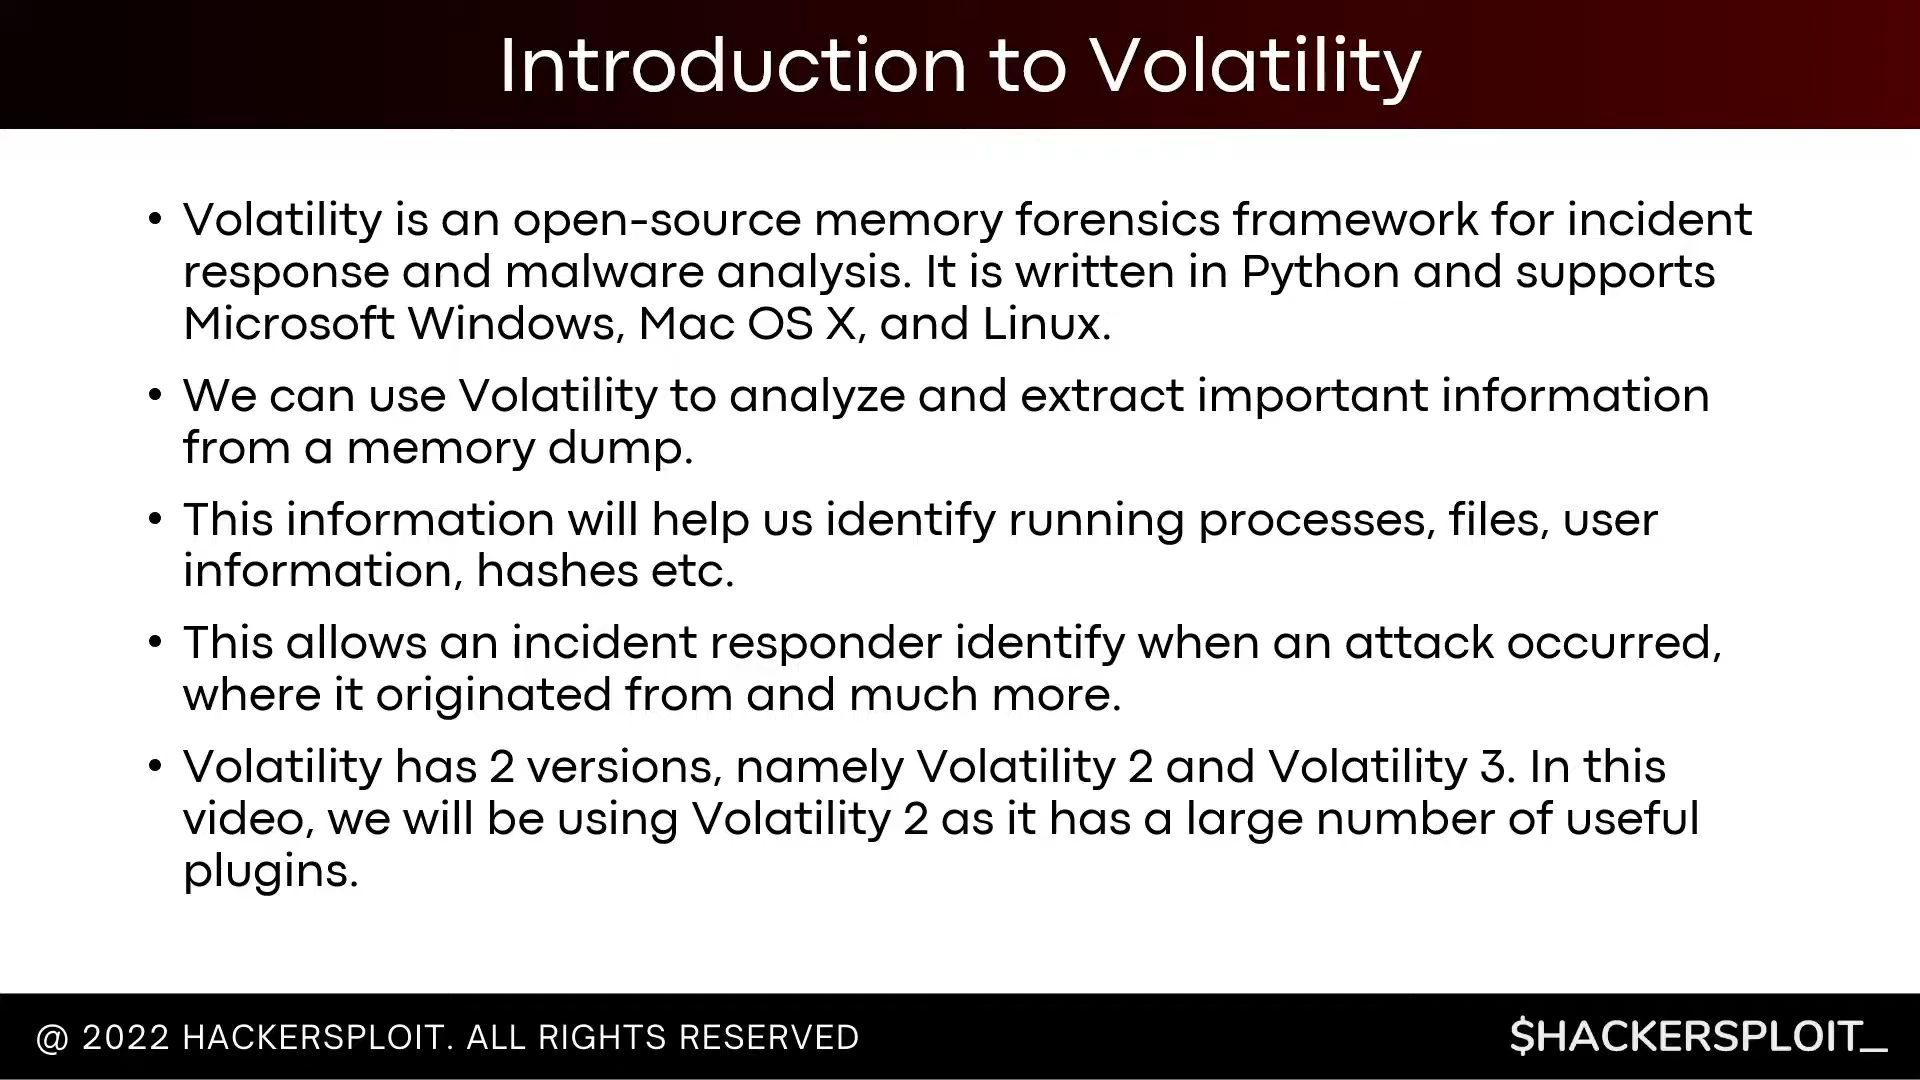 Introduction to Volatility
• Volatility is an open-source memory forensics framework for incident
response and malware analysis. It is written in Python and supports
Microsoft Windows, Mac OS X, and Linux.
• We can use Volatility to analyze and extract important information
from a memory dump.
• This information will help us identify running processes, files, user
information, hashes etc.
• This allows an incident responder identify when an attack occurred,
where it originated from and much more.
• Volatility has 2 versions, namely Volatility 2 and Volatility 3. In this
video, we will be using Volatility 2 as it has a large number of useful
plugins.
@ 2022 HACKERSPLOIT. ALL RIGHTS RESERVED
$HACKERSPLOIT_